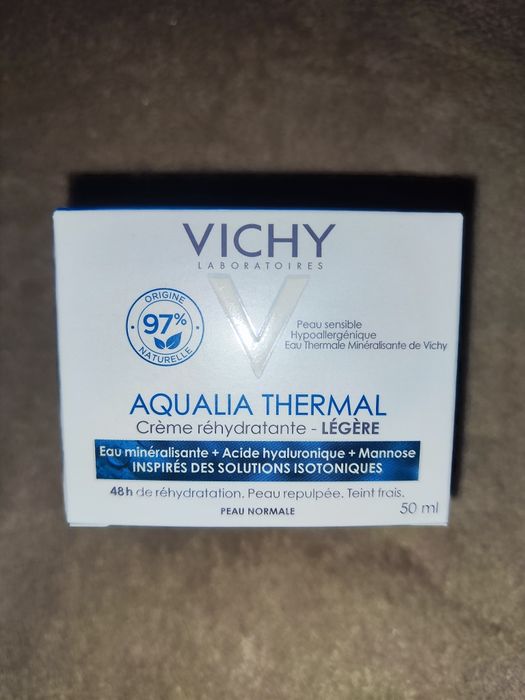 VICHY
LABORATOIRES
ORIGINE
97%
NATURELLE
Peau sensible
Hypoallergénique
Eau Thermale Minéralisante de Vichy
AQUALIA THERMAL
Crème réhydratante - LÉGÈRE
Eau minéralisante + Acide hyaluronique + Mannose
INSPIRÉS DES SOLUTIONS ISOTONIQUES
48h de réhydratation. Peau repulpée. Teint frais.
PEAU NORMALE
50 ml